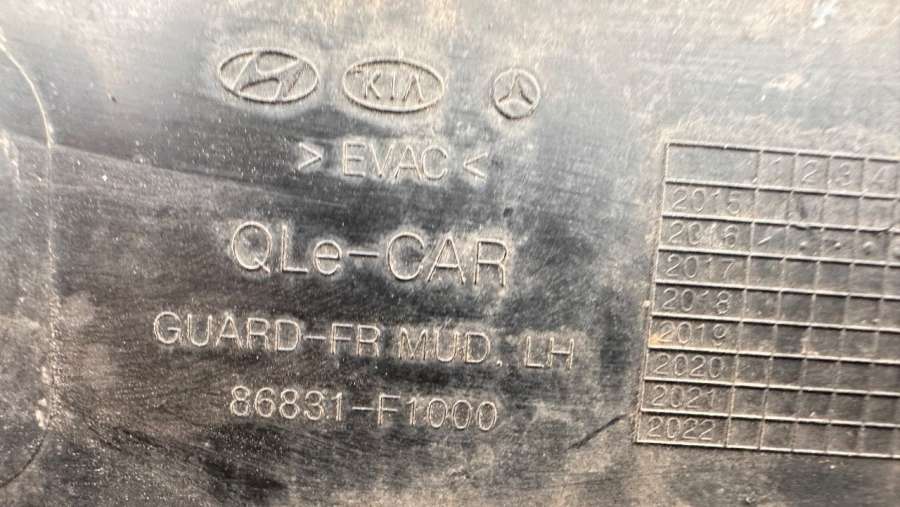 KIA
> EVAC <
QLe-CAR
GUARD-FR MUD, LH
86831-F1000
1 2 3 4
2015
2016
2017
2018
2019
2020
2021
2022